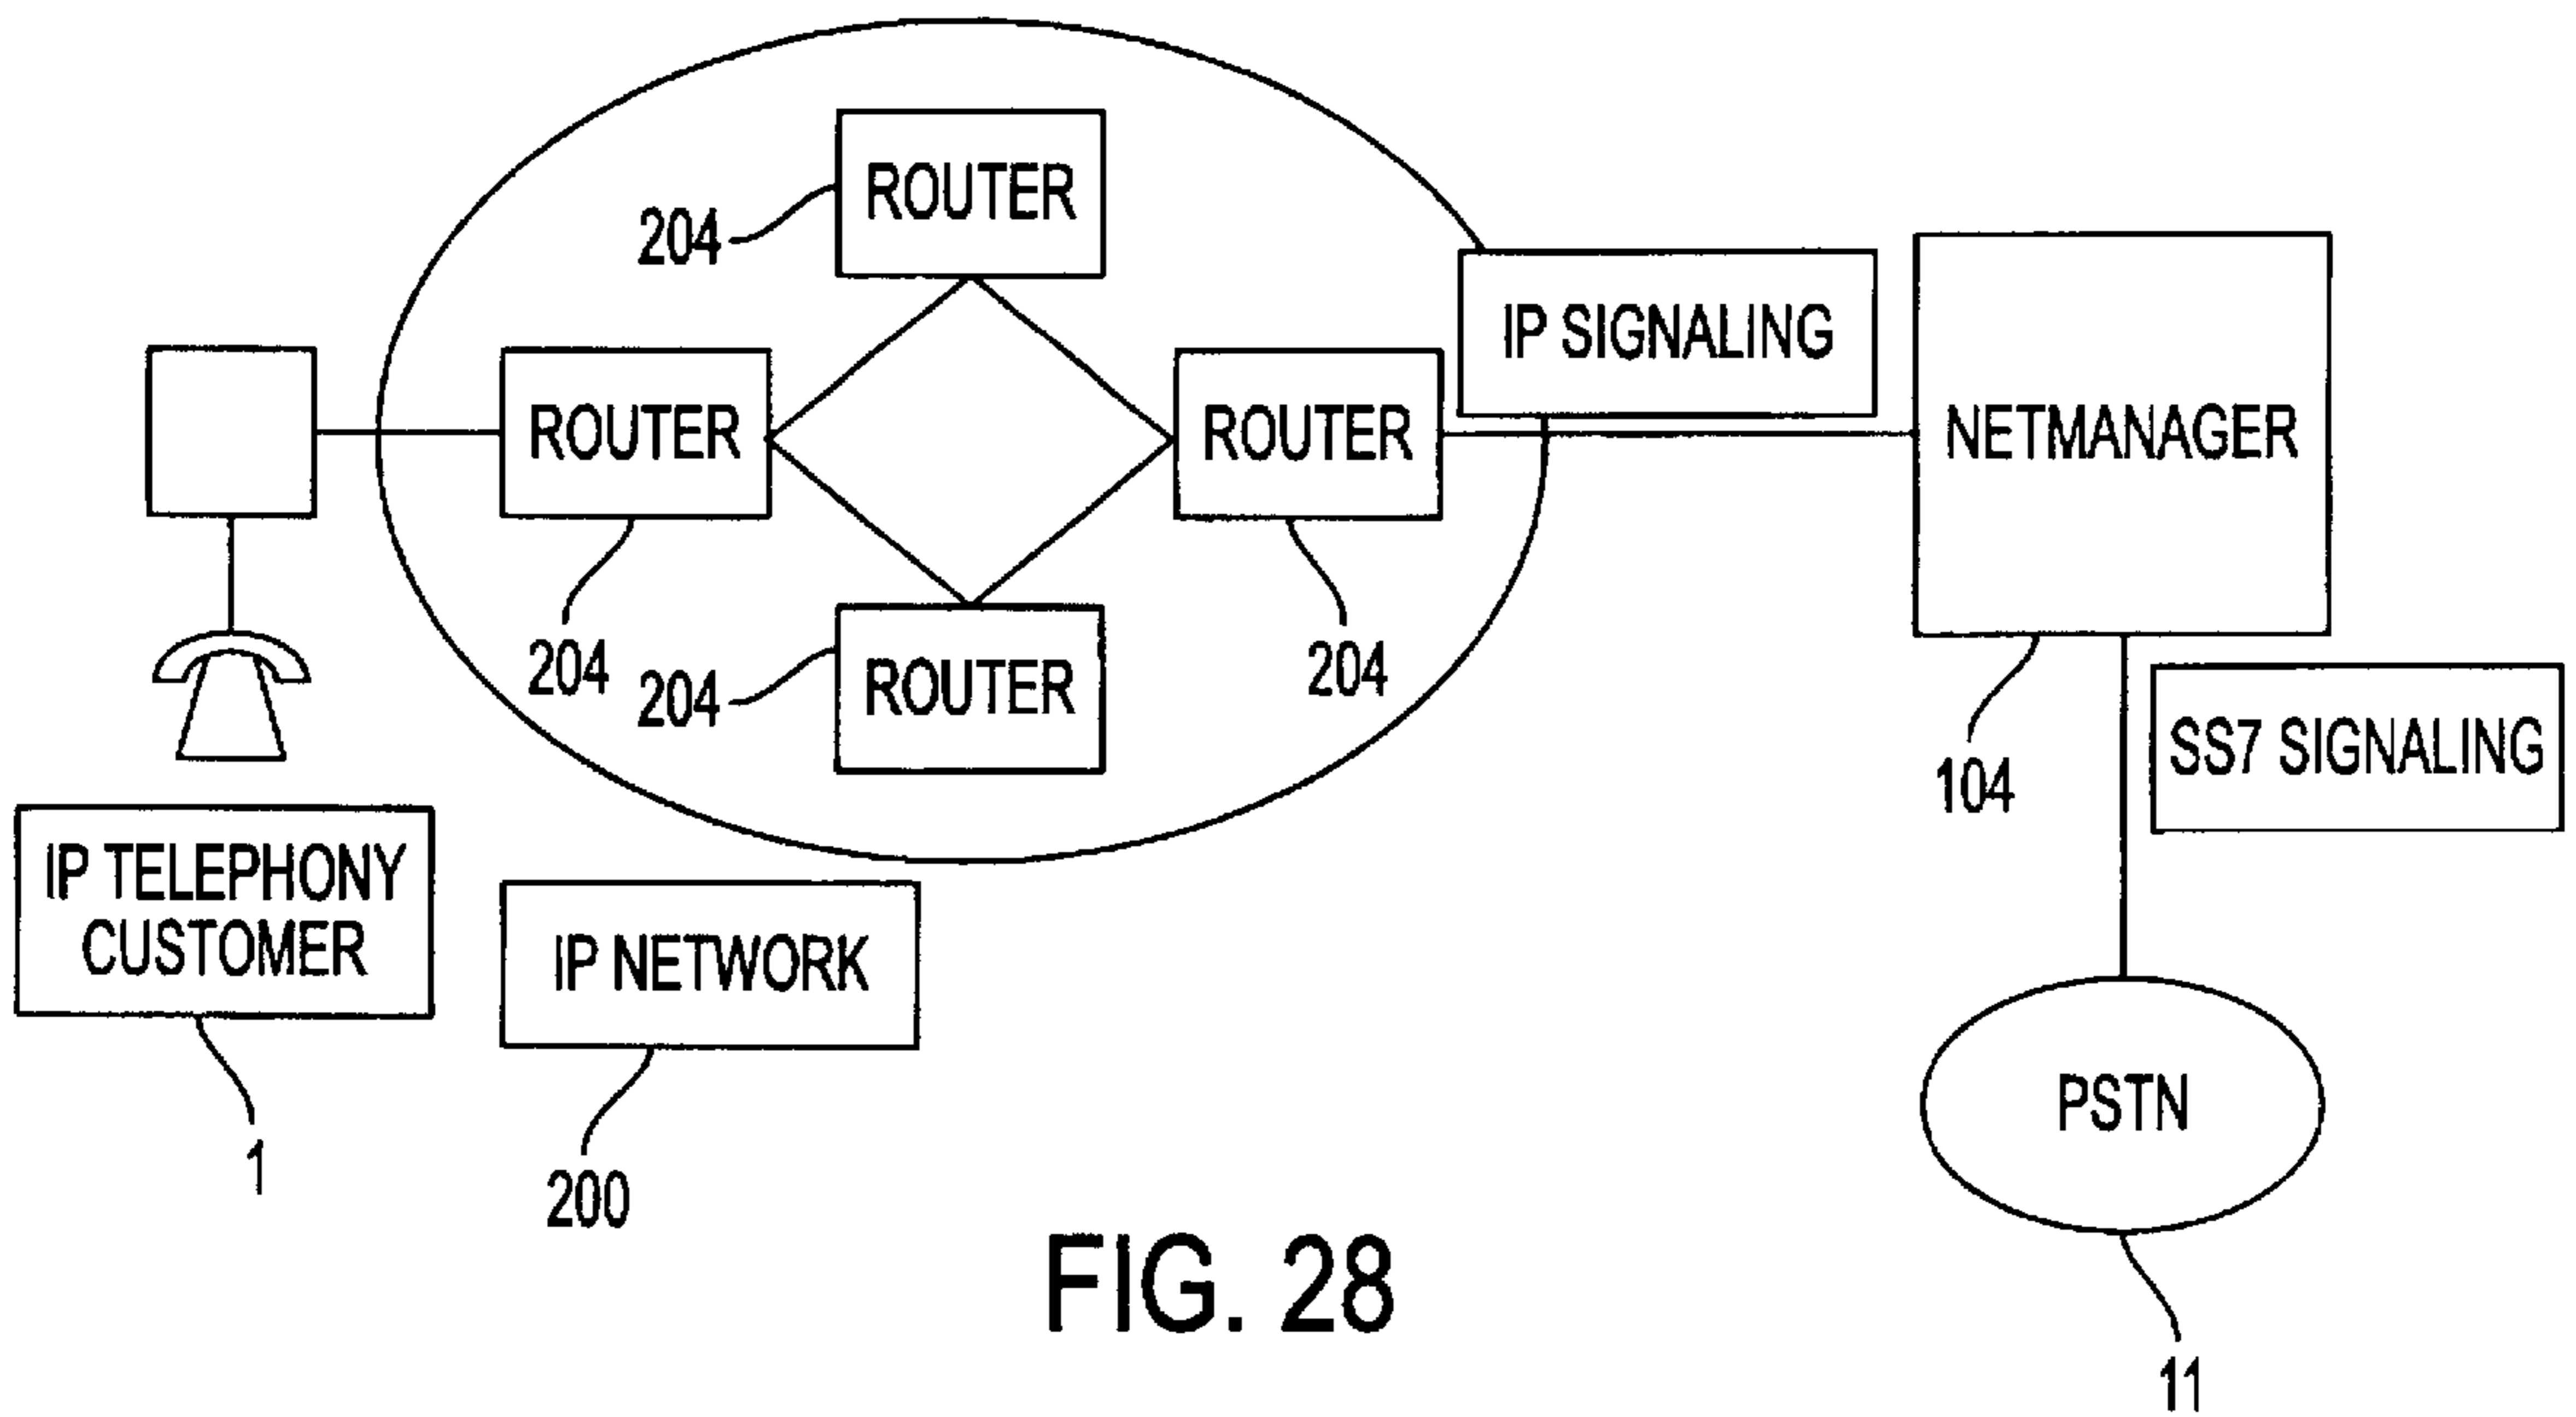 ROUTER
204
IP SIGNALING
ROUTER
ROUTER
NETMANAGER
204
204
204
ROUTER
SS7 SIGNALING
104
IP TELEPHONY
CUSTOMER
IP NETWORK
PSTN
1
200
FIG. 28
11